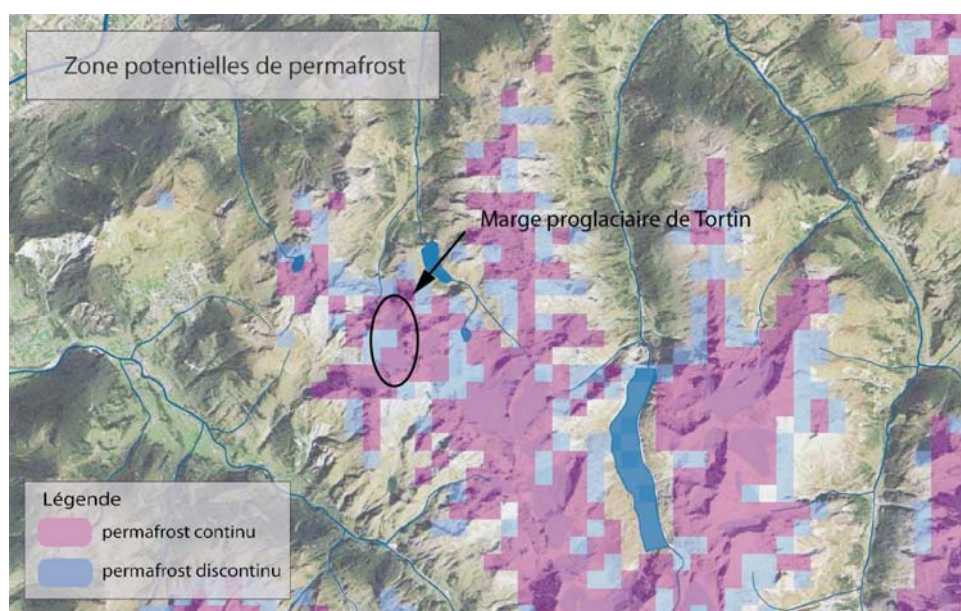 Zone potentielles de permafrost
Marge proglaciaire de Tortin
Légende
permafrost continu
permafrost discontinu